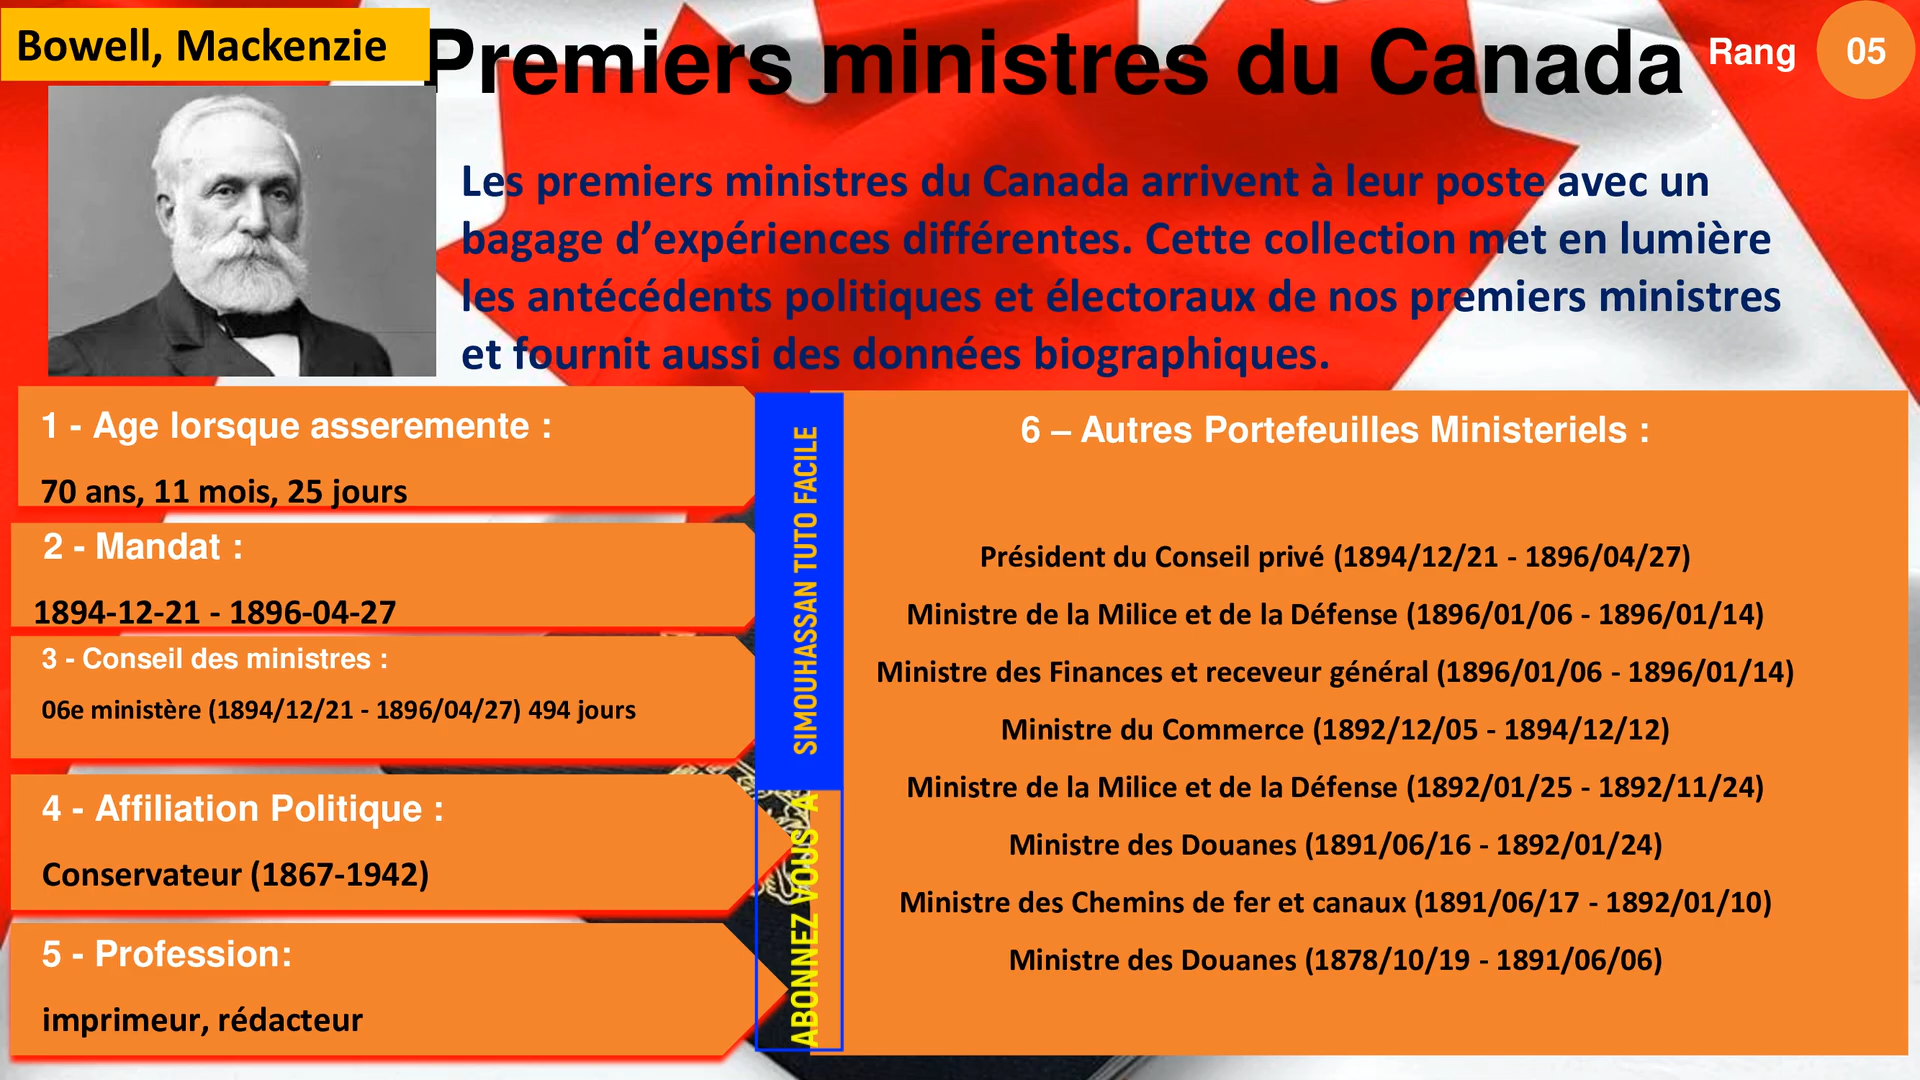 Bowell, Mackenzie
Premiers ministres du Canada
Rang
05
:
Les premiers ministres du Canada arrivent à leur poste avec un
bagage d’expériences différentes. Cette collection met en lumière
les antécédents politiques et électoraux de nos premiers ministres
et fournit aussi des données biographiques.
1 - Age lorsque asseremente :
70 ans, 11 mois, 25 jours
2 - Mandat :
1894-12-21 - 1896-04-27
3 - Conseil des ministres :
06e ministère (1894/12/21 - 1896/04/27) 494 jours
4 - Affiliation Politique :
Conservateur (1867-1942)
5 - Profession:
imprimeur, rédacteur
ABONNEZ VOUS A SIMOUHASSAN TUTO FACILE
6 – Autres Portefeuilles Ministeriels :
Président du Conseil privé (1894/12/21 - 1896/04/27)
Ministre de la Milice et de la Défense (1896/01/06 - 1896/01/14)
Ministre des Finances et receveur général (1896/01/06 - 1896/01/14)
Ministre du Commerce (1892/12/05 - 1894/12/12)
Ministre de la Milice et de la Défense (1892/01/25 - 1892/11/24)
Ministre des Douanes (1891/06/16 - 1892/01/24)
Ministre des Chemins de fer et canaux (1891/06/17 - 1892/01/10)
Ministre des Douanes (1878/10/19 - 1891/06/06)